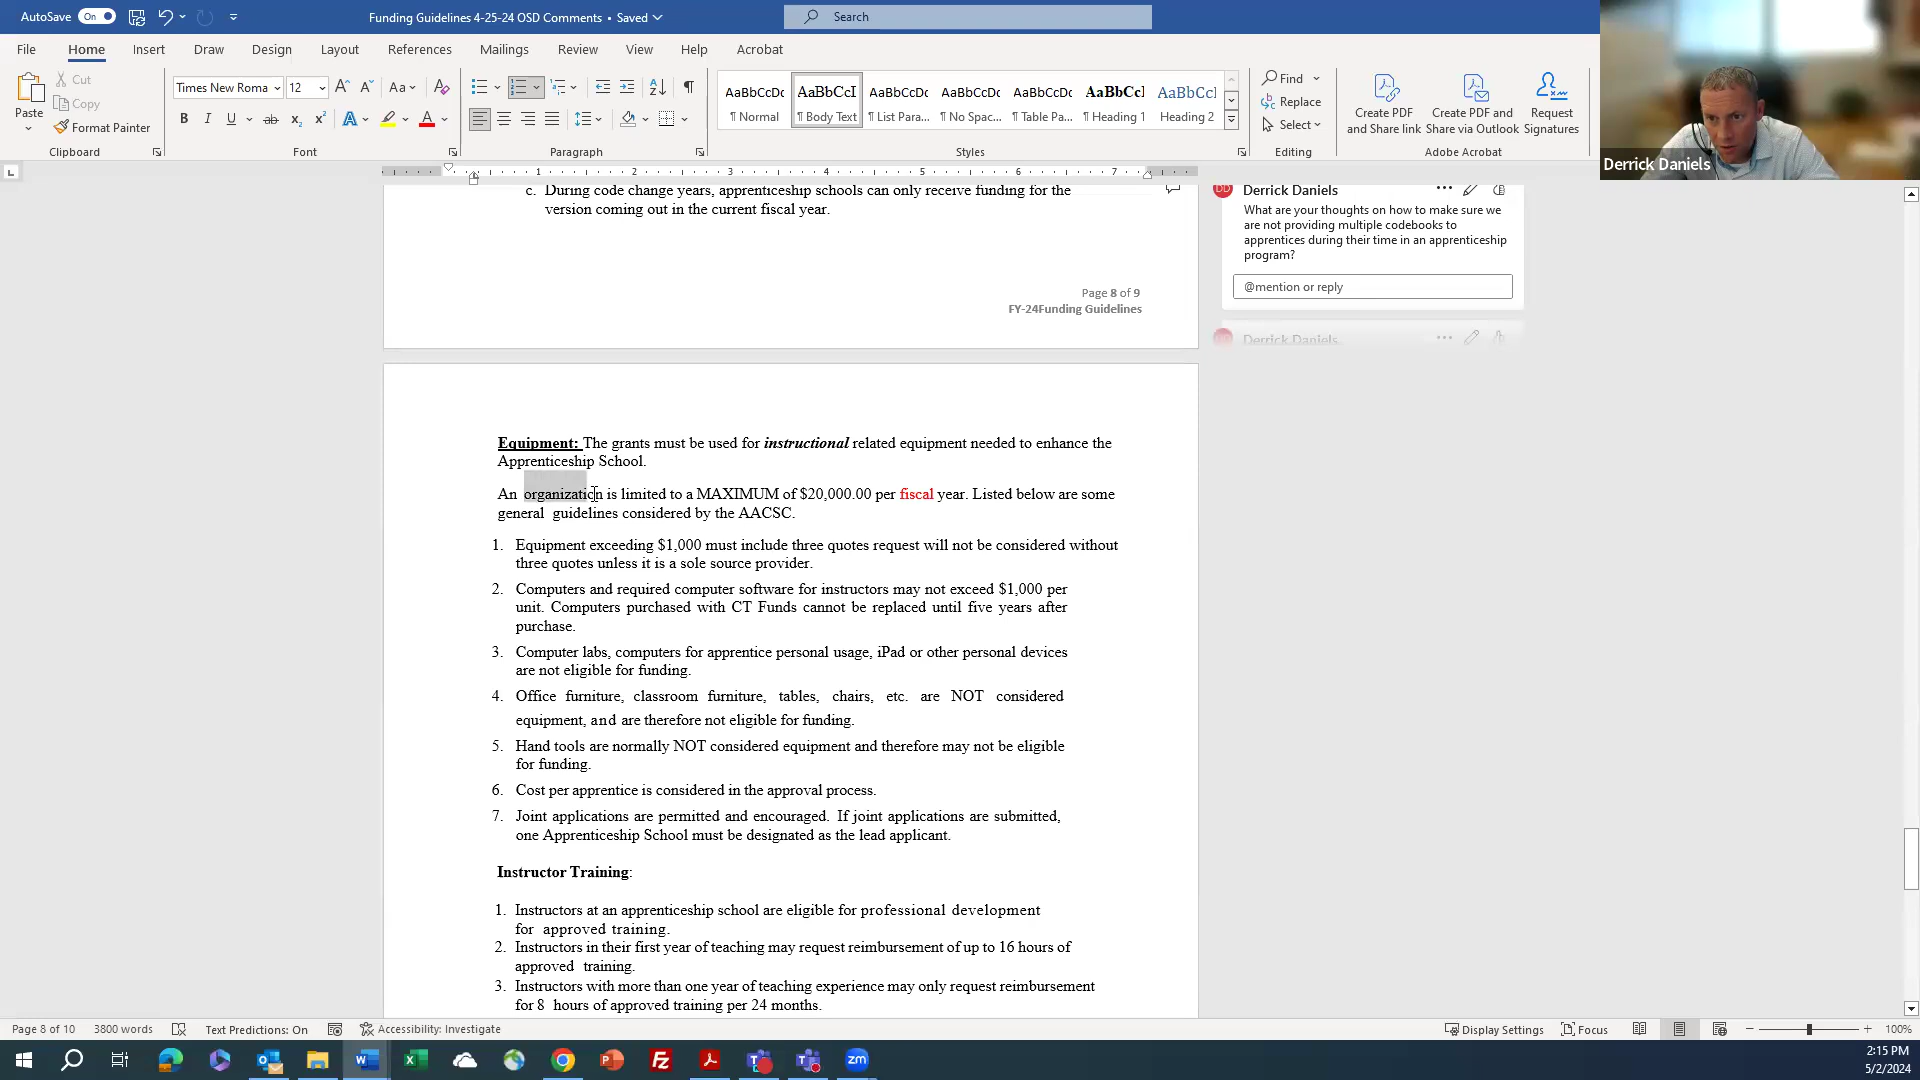 AutoSave On Funding Guidelines 4-25-24 OSD Comments • Saved Search
File Home Insert Draw Design Layout References Mailings Review View Help Acrobat
Paste Cut Copy Format Painter
Times New Roma 12 Aa
AaBbCcDc AaBbCcI AaBbCcDc AaBbCcDc AaBbCcDc AaBbCcI AaBbCcI
¶ Normal ¶ Body Text ¶ List Para... ¶ No Spac... ¶ Table Pa... ¶ Heading 1 Heading 2
Find Replace Select
Create PDF and Share link Create PDF and Share via Outlook Request Signatures
Clipboard Font Paragraph Styles Editing Adobe Acrobat
Derrick Daniels
1 2 3 4 5 6 7
c. During code change years, apprenticeship schools can only receive funding for the
version coming out in the current fiscal year.
Page 8 of 9
FY-24Funding Guidelines
DD Derrick Daniels
What are your thoughts on how to make sure we
are not providing multiple codebooks to
apprentices during their time in an apprenticeship
program?
@mention or reply
Derrick Daniels
Equipment: The grants must be used for instructional related equipment needed to enhance the
Apprenticeship School.
An organization is limited to a MAXIMUM of $20,000.00 per fiscal year. Listed below are some
general guidelines considered by the AACSC.
1. Equipment exceeding $1,000 must include three quotes request will not be considered without
three quotes unless it is a sole source provider.
2. Computers and required computer software for instructors may not exceed $1,000 per
unit. Computers purchased with CT Funds cannot be replaced until five years after
purchase.
3. Computer labs, computers for apprentice personal usage, iPad or other personal devices
are not eligible for funding.
4. Office furniture, classroom furniture, tables, chairs, etc. are NOT considered
equipment, and are therefore not eligible for funding.
5. Hand tools are normally NOT considered equipment and therefore may not be eligible
for funding.
6. Cost per apprentice is considered in the approval process.
7. Joint applications are permitted and encouraged. If joint applications are submitted,
one Apprenticeship School must be designated as the lead applicant.
Instructor Training:
1. Instructors at an apprenticeship school are eligible for professional development
for approved training.
2. Instructors in their first year of teaching may request reimbursement of up to 16 hours of
approved training.
3. Instructors with more than one year of teaching experience may only request reimbursement
for 8 hours of approved training per 24 months.
Page 8 of 10 3800 words Text Predictions: On Accessibility: Investigate Display Settings Focus 100%
zm
2:15 PM
5/2/2024